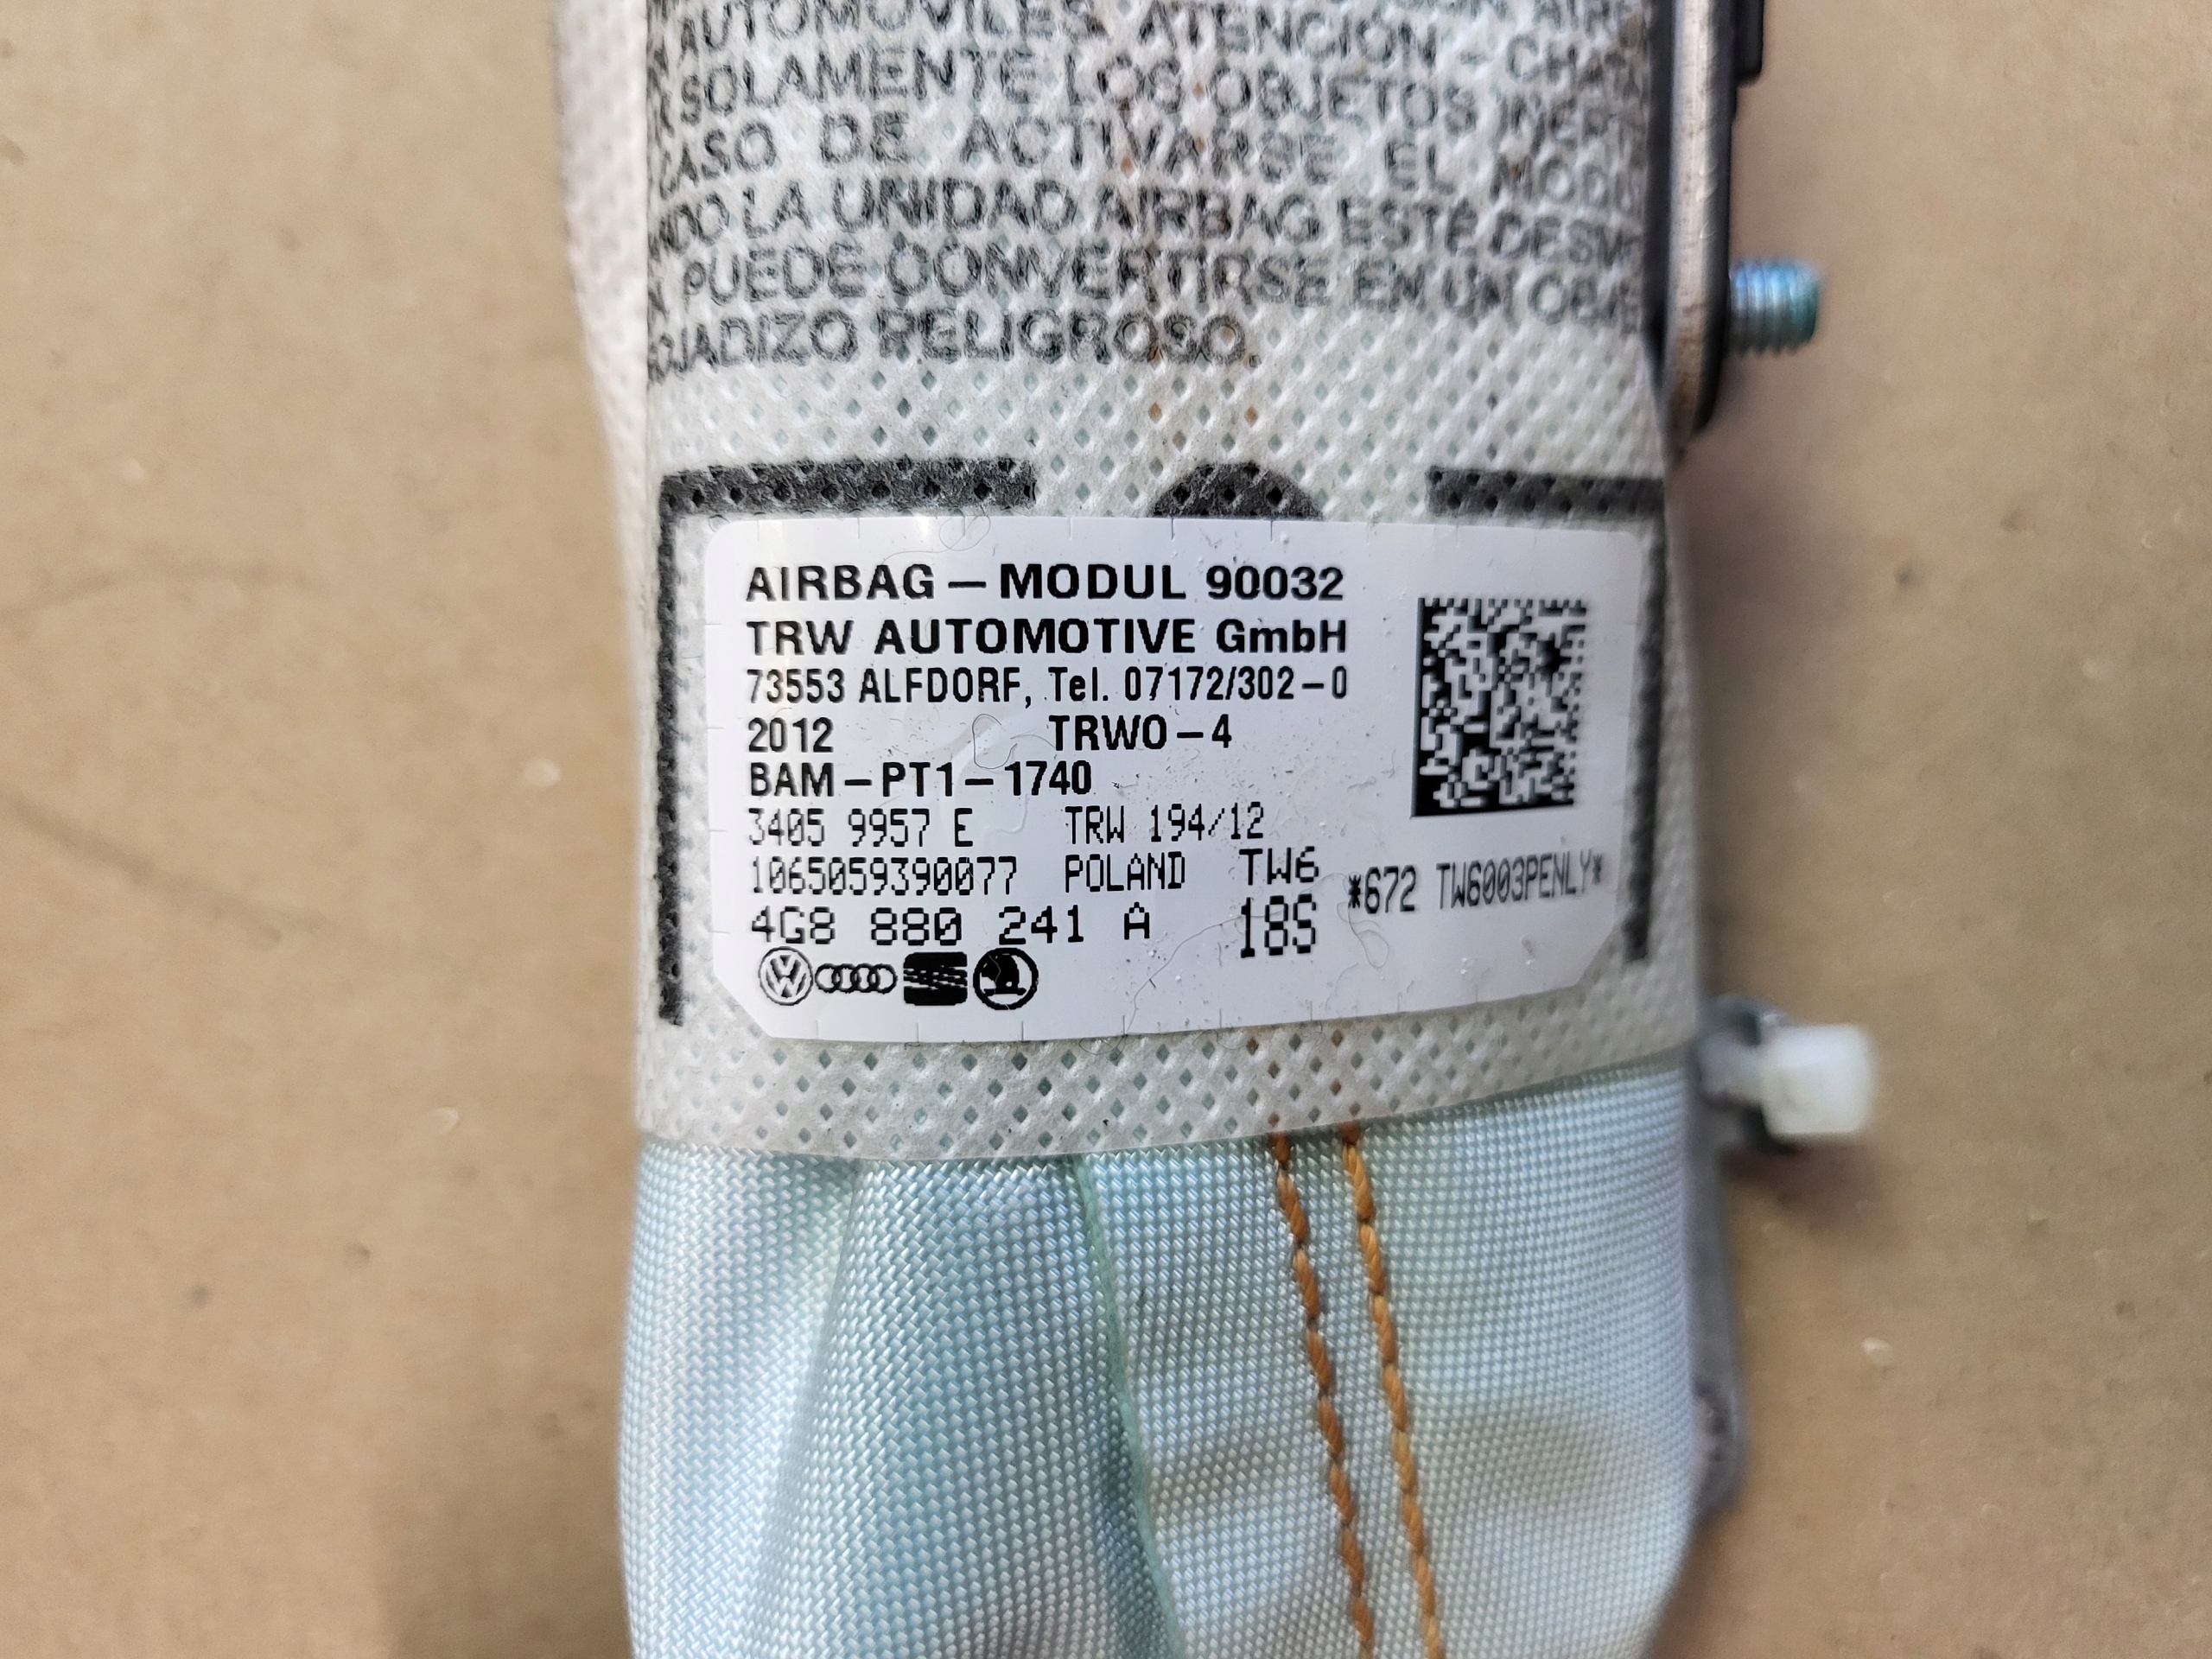 AUTOMÓVILES. ATENCIÓN - 
SOLAMENTE LOS OBJETOS
CASO DE ACTIVARSE EL
LA UNIDAD AIRBAG ESTÉ
PUEDE CONVERTIRSE EN UN
PELIGROSO.
AIRBAG – MODUL 90032
TRW AUTOMOTIVE GmbH
73553 ALFDORF, Tel. 07172/302-0
2012 TRWO-4
BAM-PT1-1740
3405 9957 E TRW 194/12
1065059390077 POLAND TW6 *672 TW6003PENLY*
4G8 880 241 A 18S